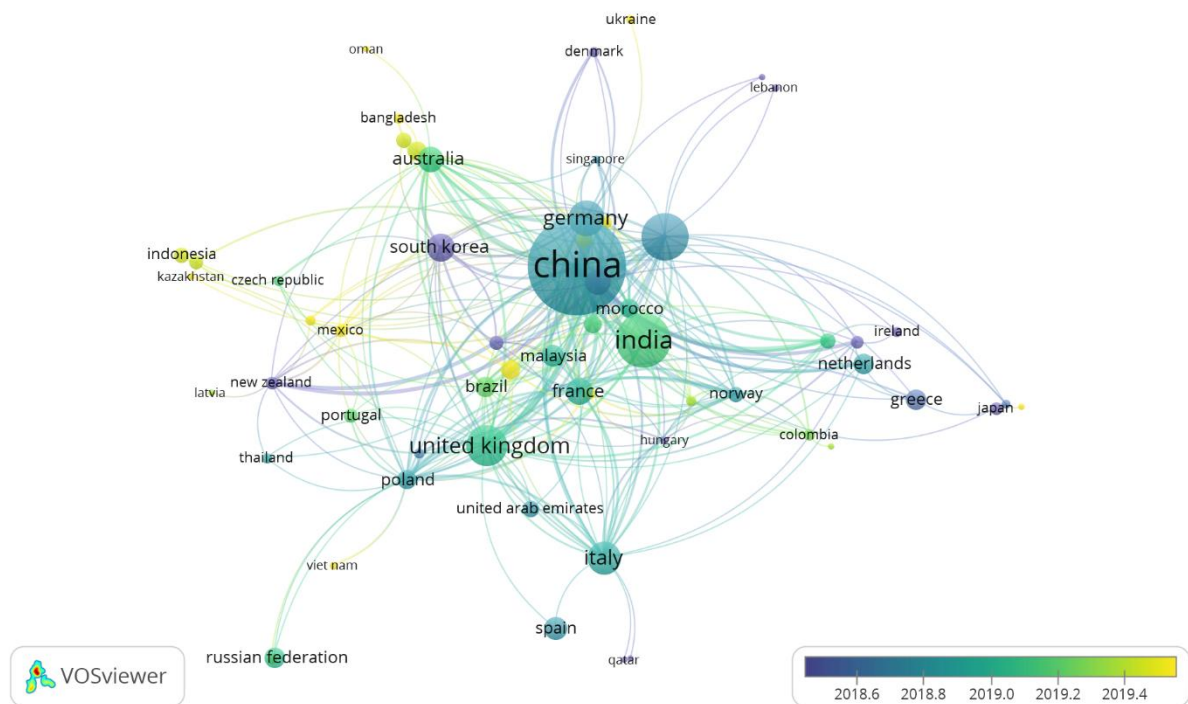 ukraine
oman
denmark
lebanon
bangladesh
australia
singapore
germany
south korea
china
indonesia
kazakhstan
czech republic
morocco
mexico
india
ireland
malaysia
netherlands
new zealand
latvia
brazil
france
norway
greece
japan
portugal
united kingdom
hungary
colombia
thailand
poland
united arab emirates
italy
viet nam
spain
russian federation
qatar
VOSviewer
2018.6 2018.8 2019.0 2019.2 2019.4